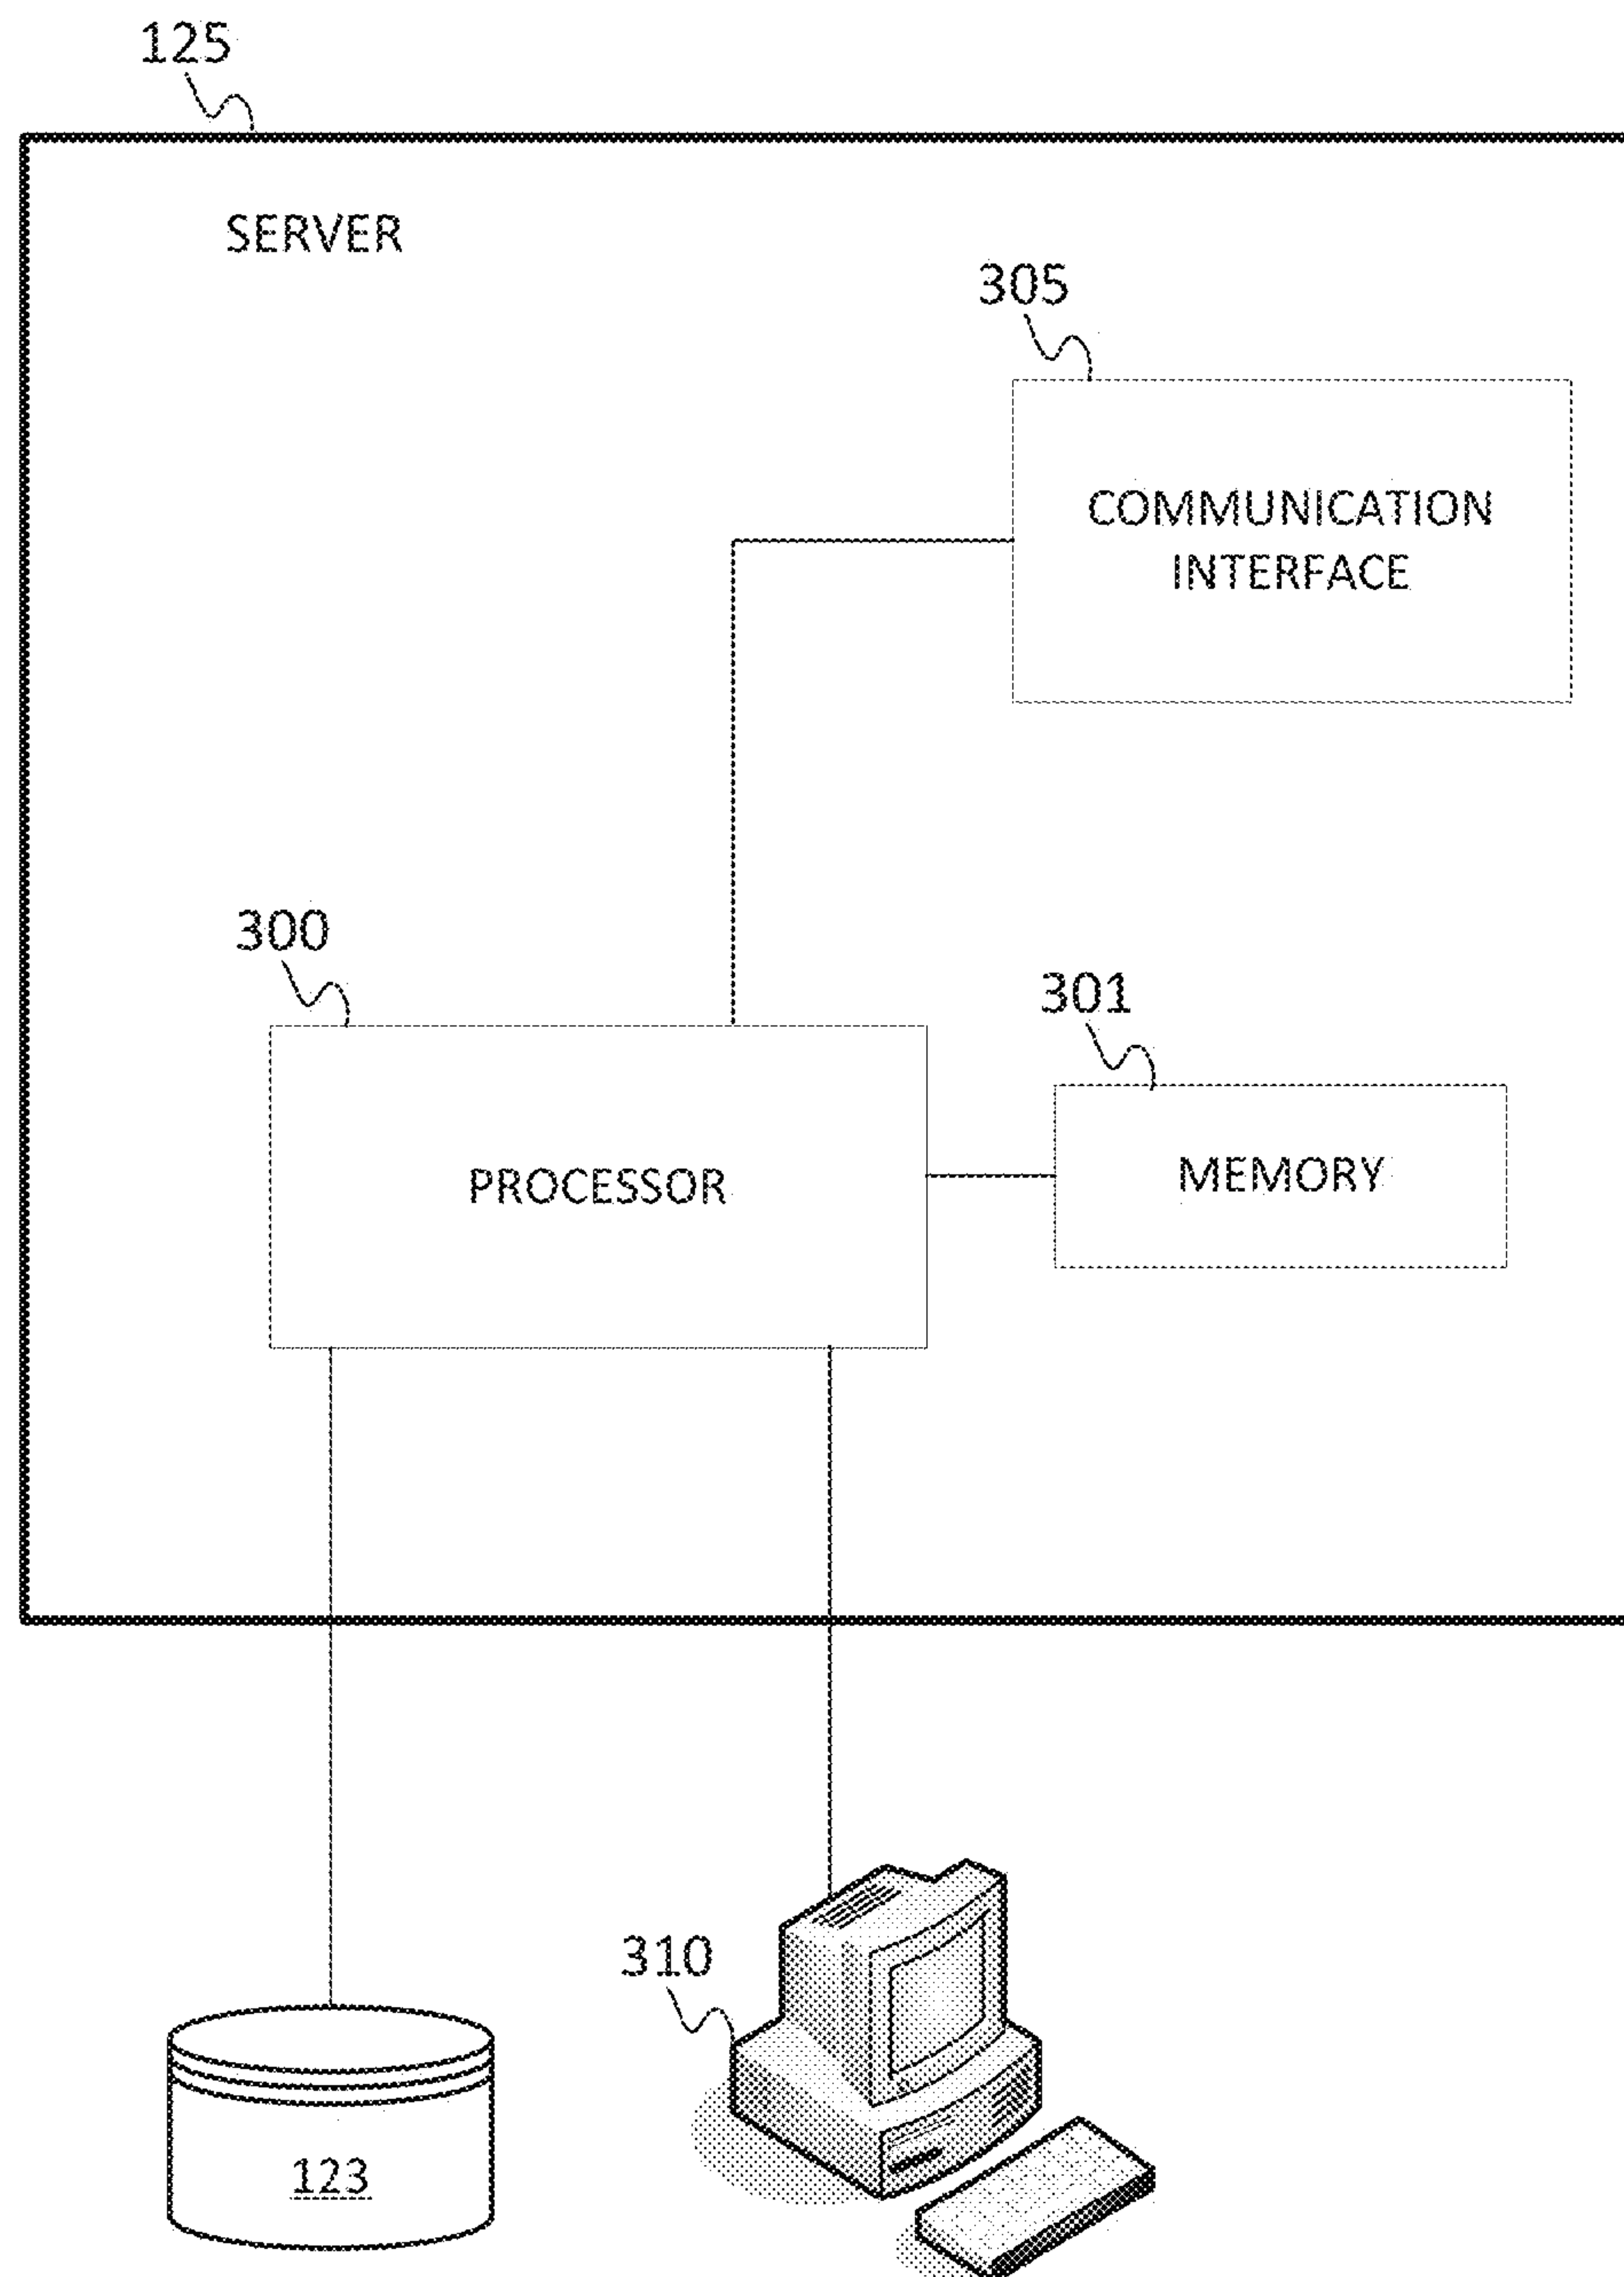 125
SERVER
305
COMMUNICATION
INTERFACE
300
301
PROCESSOR
MEMORY
310
123